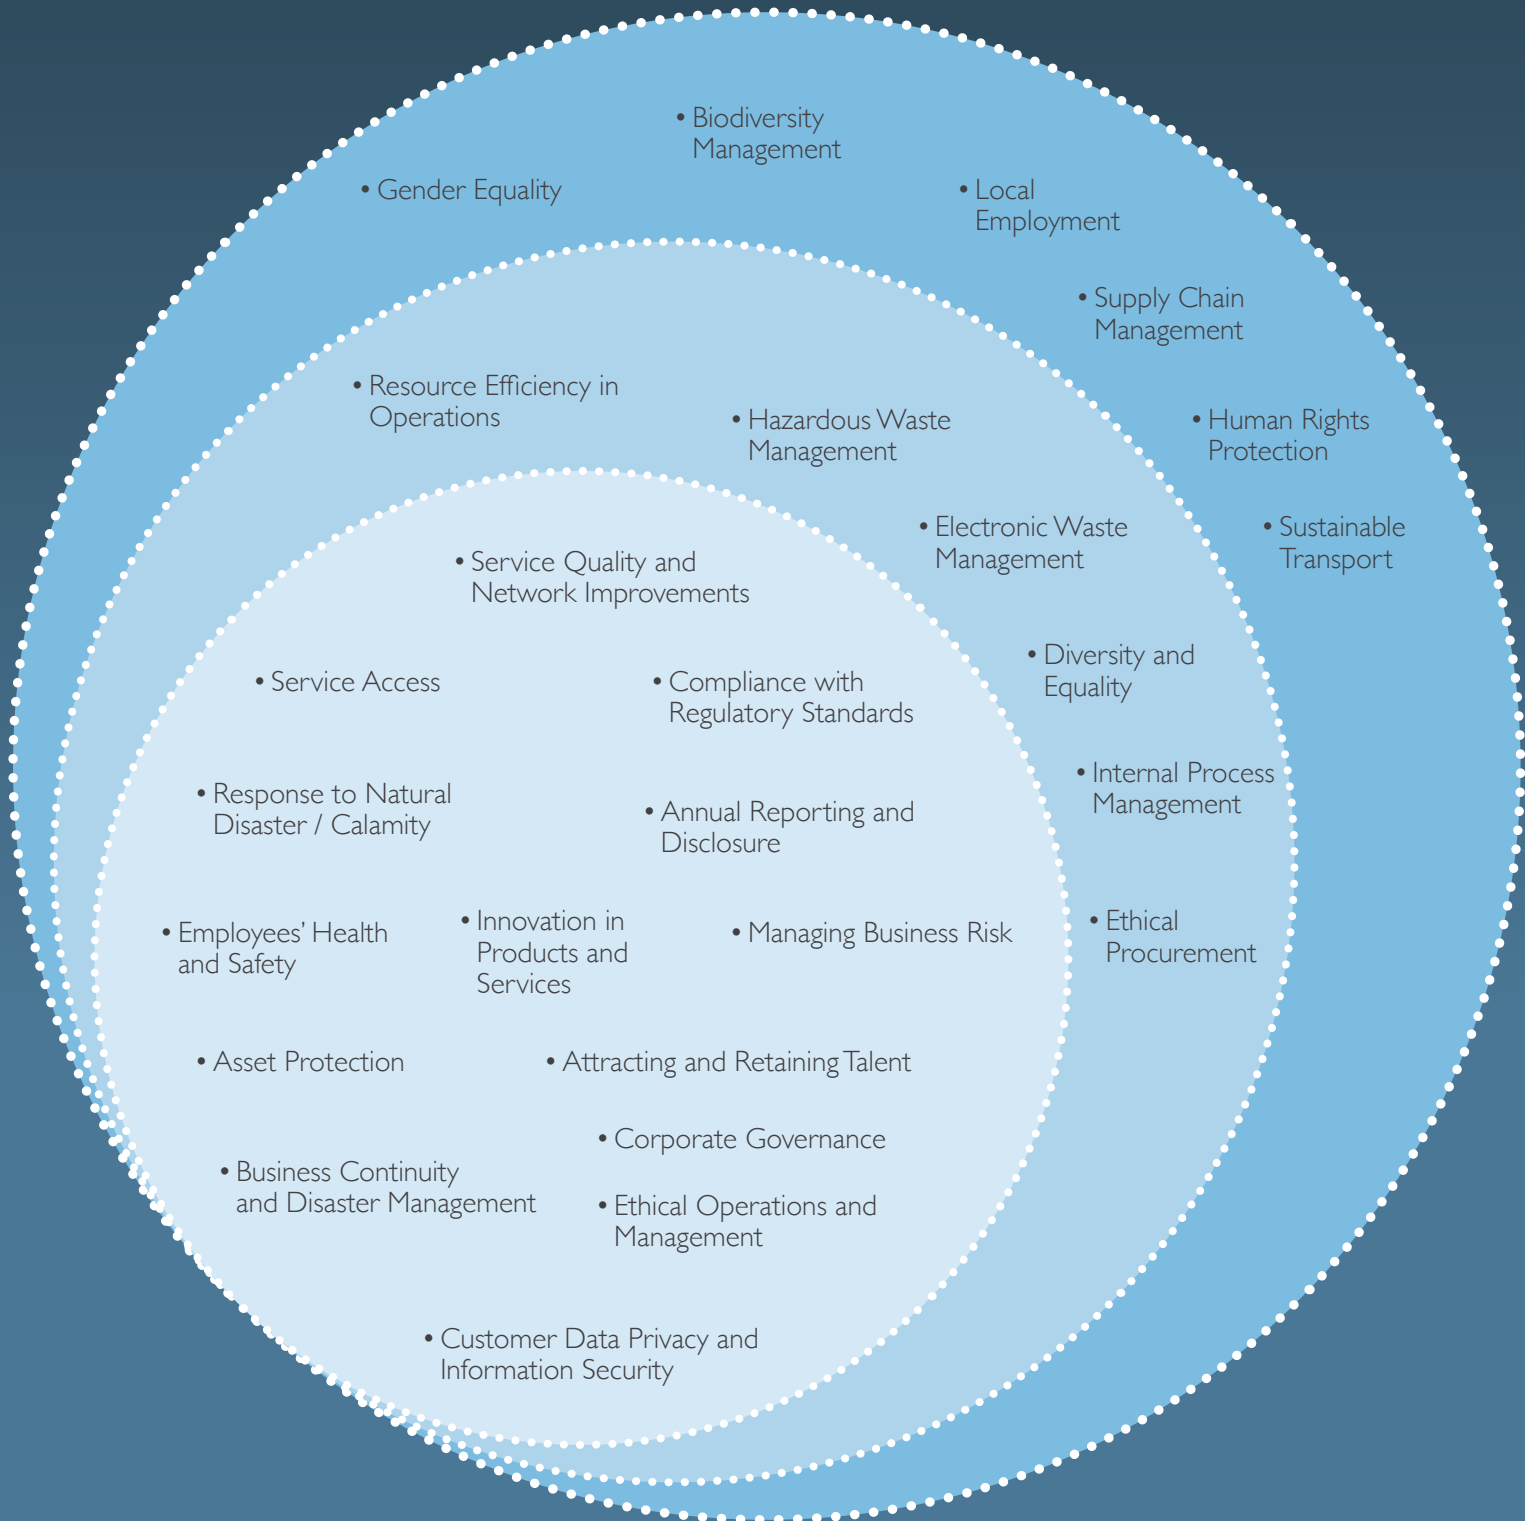 • Biodiversity
Management
• Gender Equality
• Local
Employment
• Supply Chain
Management
• Human Rights
Protection
• Sustainable
Transport
• Resource Efficiency in
Operations
• Hazardous Waste
Management
• Electronic Waste
Management
• Diversity and
Equality
• Internal Process
Management
• Ethical
Procurement
• Service Quality and
Network Improvements
• Service Access
• Compliance with
Regulatory Standards
• Response to Natural
Disaster / Calamity
• Annual Reporting and
Disclosure
• Employees’ Health
and Safety
• Innovation in
Products and
Services
• Managing Business Risk
• Asset Protection
• Attracting and Retaining Talent
• Corporate Governance
• Business Continuity
and Disaster Management
• Ethical Operations and
Management
• Customer Data Privacy and
Information Security